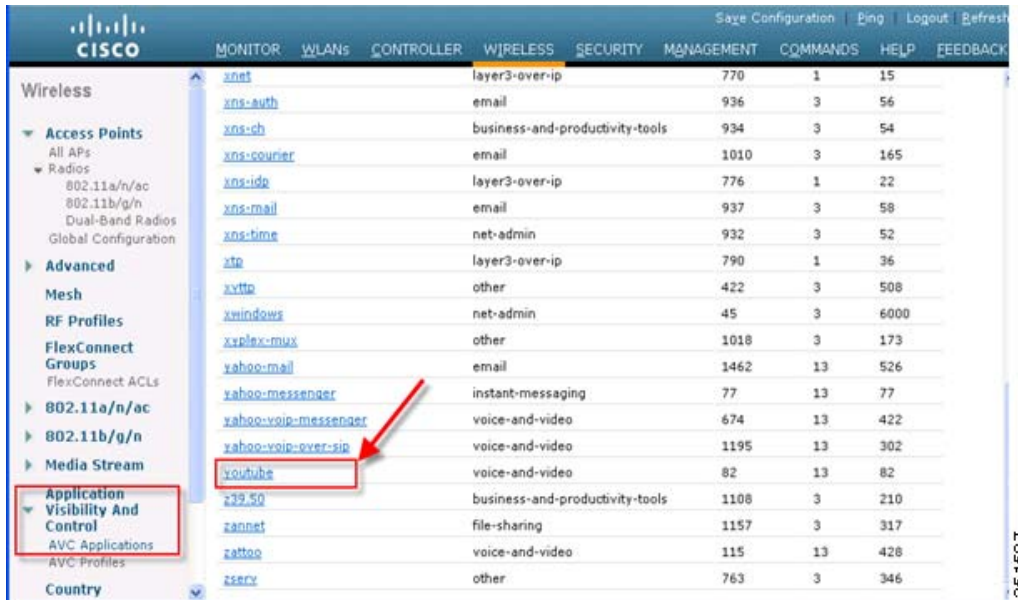 Save Configuration Ping Logout Refresh
CISCO
MONITOR WLANs CONTROLLER WIRELESS SECURITY MANAGEMENT COMMANDS HELP FEEDBACK
Wireless
Access Points
All APs
Radios
802.11a/n/ac
802.11b/g/n
Dual-Band Radios
Global Configuration
Advanced
Mesh
RF Profiles
FlexConnect
Groups
FlexConnect ACLs
802.11a/n/ac
802.11b/g/n
Media Stream
Application
Visibility And
Control
AVC Applications
AVC Profiles
Country
xnet layer3-over-ip 770 1 15
xns-auth email 936 3 56
xns-ch business-and-productivity-tools 934 3 54
xns-courier email 1010 3 165
xns-idp layer3-over-ip 776 1 22
xns-mail email 937 3 58
xns-time net-admin 932 3 52
xtp layer3-over-ip 790 1 36
xvttp other 422 3 508
xwindows net-admin 45 3 6000
xyplex-mux other 1018 3 173
yahoo-mail email 1462 13 526
yahoo-messenger instant-messaging 77 13 77
yahoo-voip-messenger voice-and-video 674 13 422
yahoo-voip-over-sip voice-and-video 1195 13 302
youtube voice-and-video 82 13 82
z39.50 business-and-productivity-tools 1108 3 210
zannet file-sharing 1157 3 317
zattoo voice-and-video 115 13 428
zserv other 763 3 346